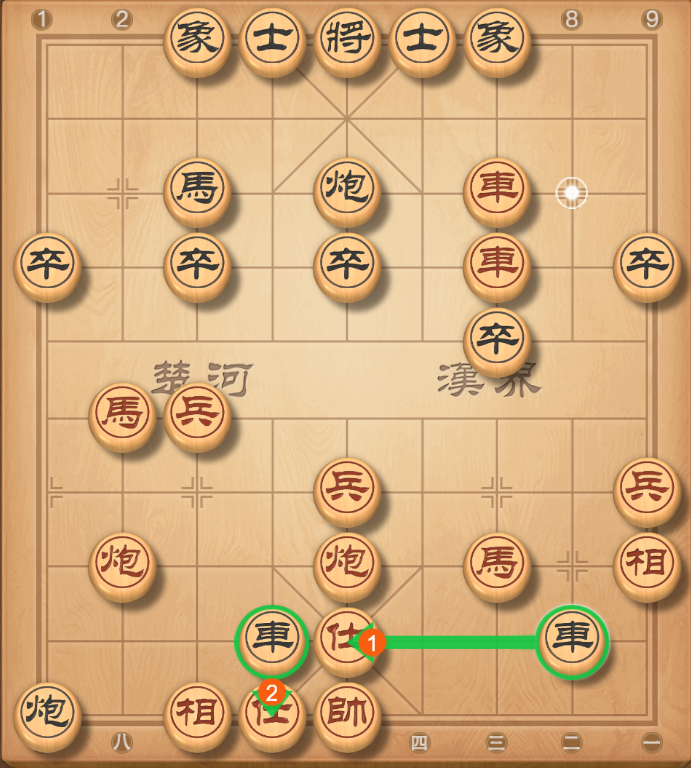 1 2 8 9
象 士 將 士 象
馬 炮 車
卒 卒 卒 車 卒
卒
楚河 漢界
馬 兵
兵 兵
炮 炮 馬 相
車 仕 1 車
2
炮 相 仕 帥
八 四 三 二 一